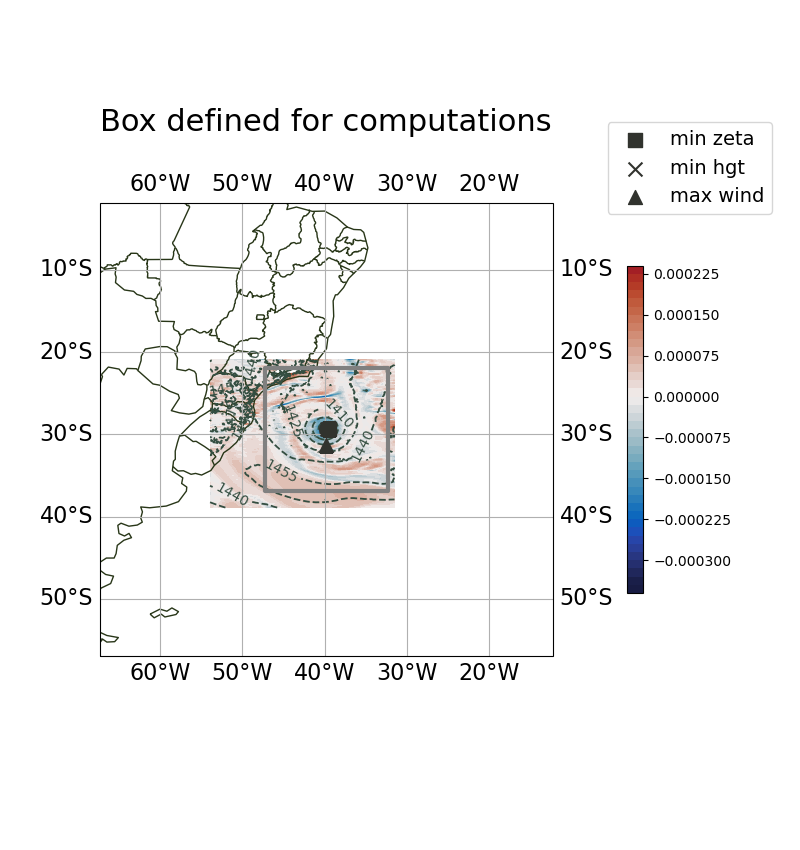 Box defined for computations
min zeta
min hgt
max wind
60°W 50°W 40°W 30°W 20°W
10°S 10°S
20°S 20°S
30°S 30°S
40°S 40°S
50°S 50°S
60°W 50°W 40°W 30°W 20°W
1410
1425
1440
1455
1440
0.000225
0.000150
0.000075
0.000000
−0.000075
−0.000150
−0.000225
−0.000300